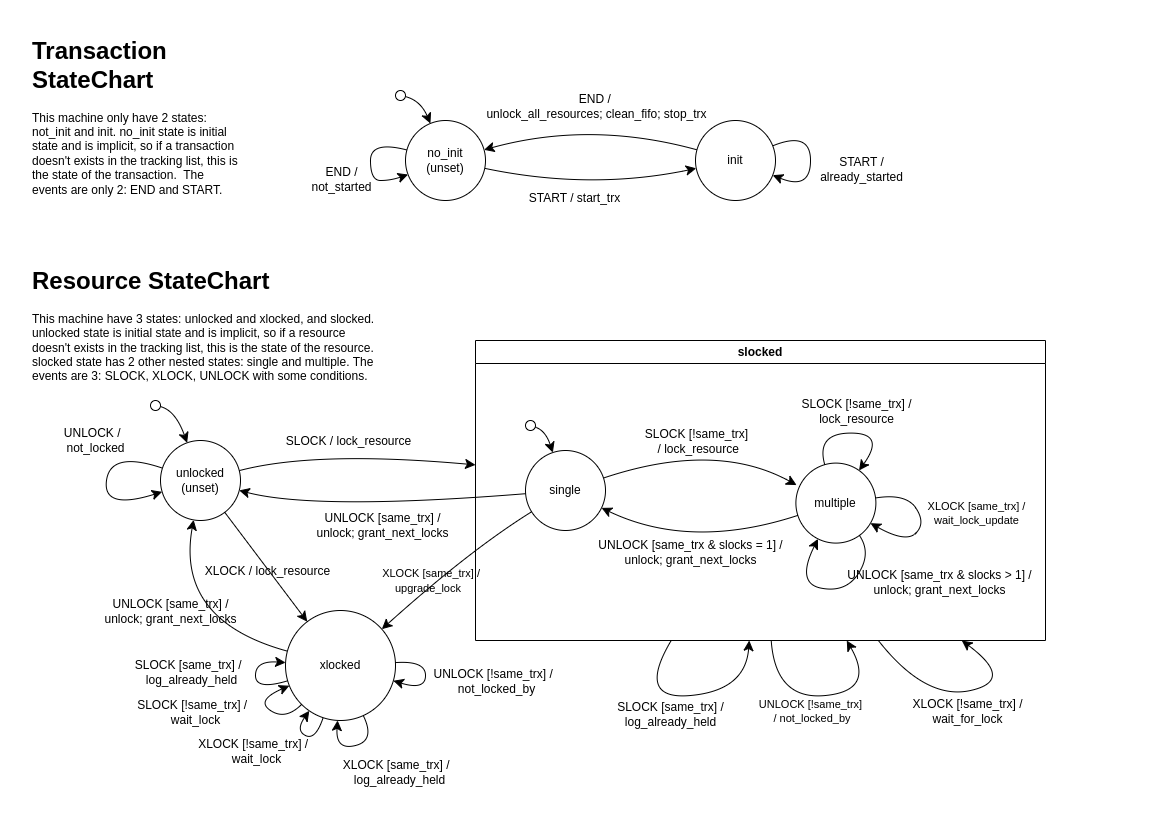 Transaction
StateChart
This machine only have 2 states:
not_init and init. no_init state is initial
state and is implicit, so if a transaction
doesn't exists in the tracking list, this is
the state of the transaction.  The
events are only 2: END and START.
END /
unlock_all_resources; clean_fifo; stop_trx
no_init
(unset)
init
END /
not_started
START /
already_started
START / start_trx
Resource StateChart
This machine have 3 states: unlocked and xlocked, and slocked.
unlocked state is initial state and is implicit, so if a resource
doesn't exists in the tracking list, this is the state of the resource.
slocked state has 2 other nested states: single and multiple. The
events are 3: SLOCK, XLOCK, UNLOCK with some conditions.
slocked
UNLOCK /
not_locked
SLOCK / lock_resource
SLOCK [!same_trx]
/ lock_resource
SLOCK [!same_trx] /
lock_resource
unlocked
(unset)
single
multiple
UNLOCK [same_trx] /
unlock; grant_next_locks
XLOCK [same_trx] /
wait_lock_update
UNLOCK [same_trx & slocks = 1] /
unlock; grant_next_locks
XLOCK / lock_resource
XLOCK [same_trx] /
upgrade_lock
UNLOCK [same_trx & slocks > 1] /
unlock; grant_next_locks
UNLOCK [same_trx] /
unlock; grant_next_locks
xlocked
SLOCK [same_trx] /
log_already_held
UNLOCK [!same_trx] /
not_locked_by
SLOCK [!same_trx] /
wait_lock
XLOCK [!same_trx] /
wait_lock
XLOCK [same_trx] /
log_already_held
SLOCK [same_trx] /
log_already_held
UNLOCK [!same_trx]
/ not_locked_by
XLOCK [!same_trx] /
wait_for_lock